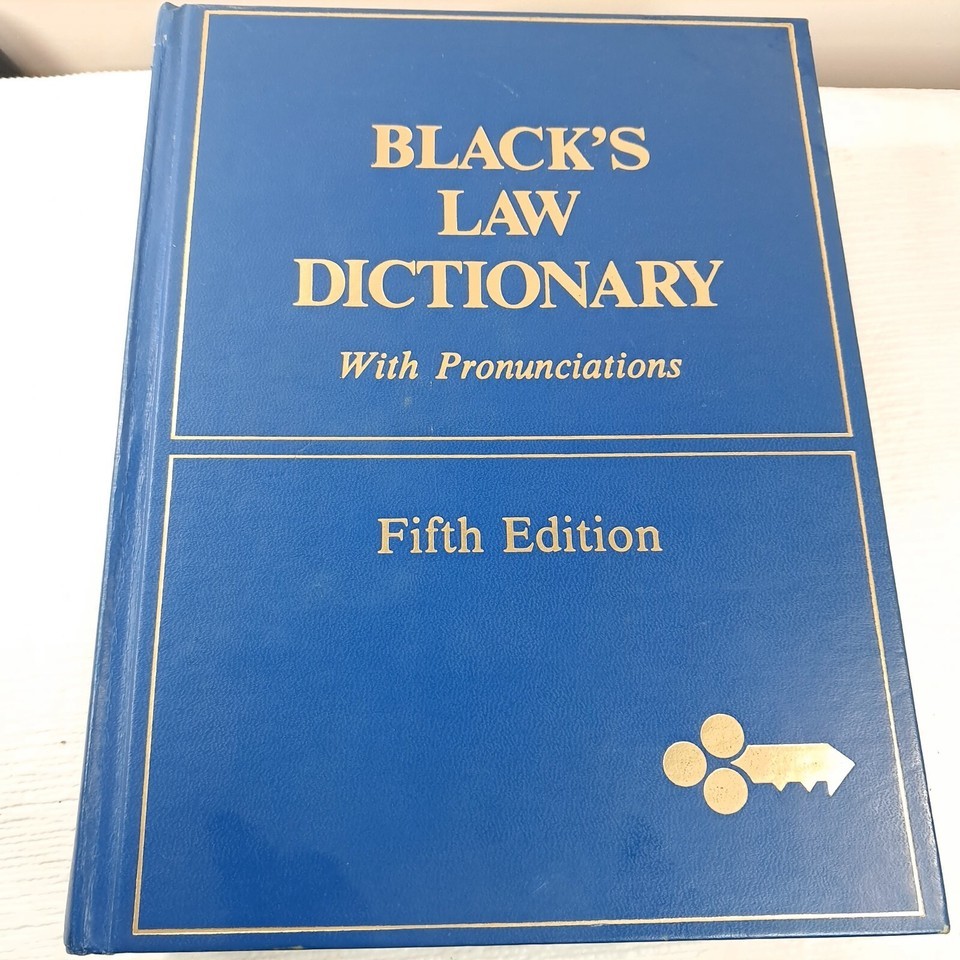 BLACK'S
LAW
DICTIONARY
With Pronunciations
Fifth Edition